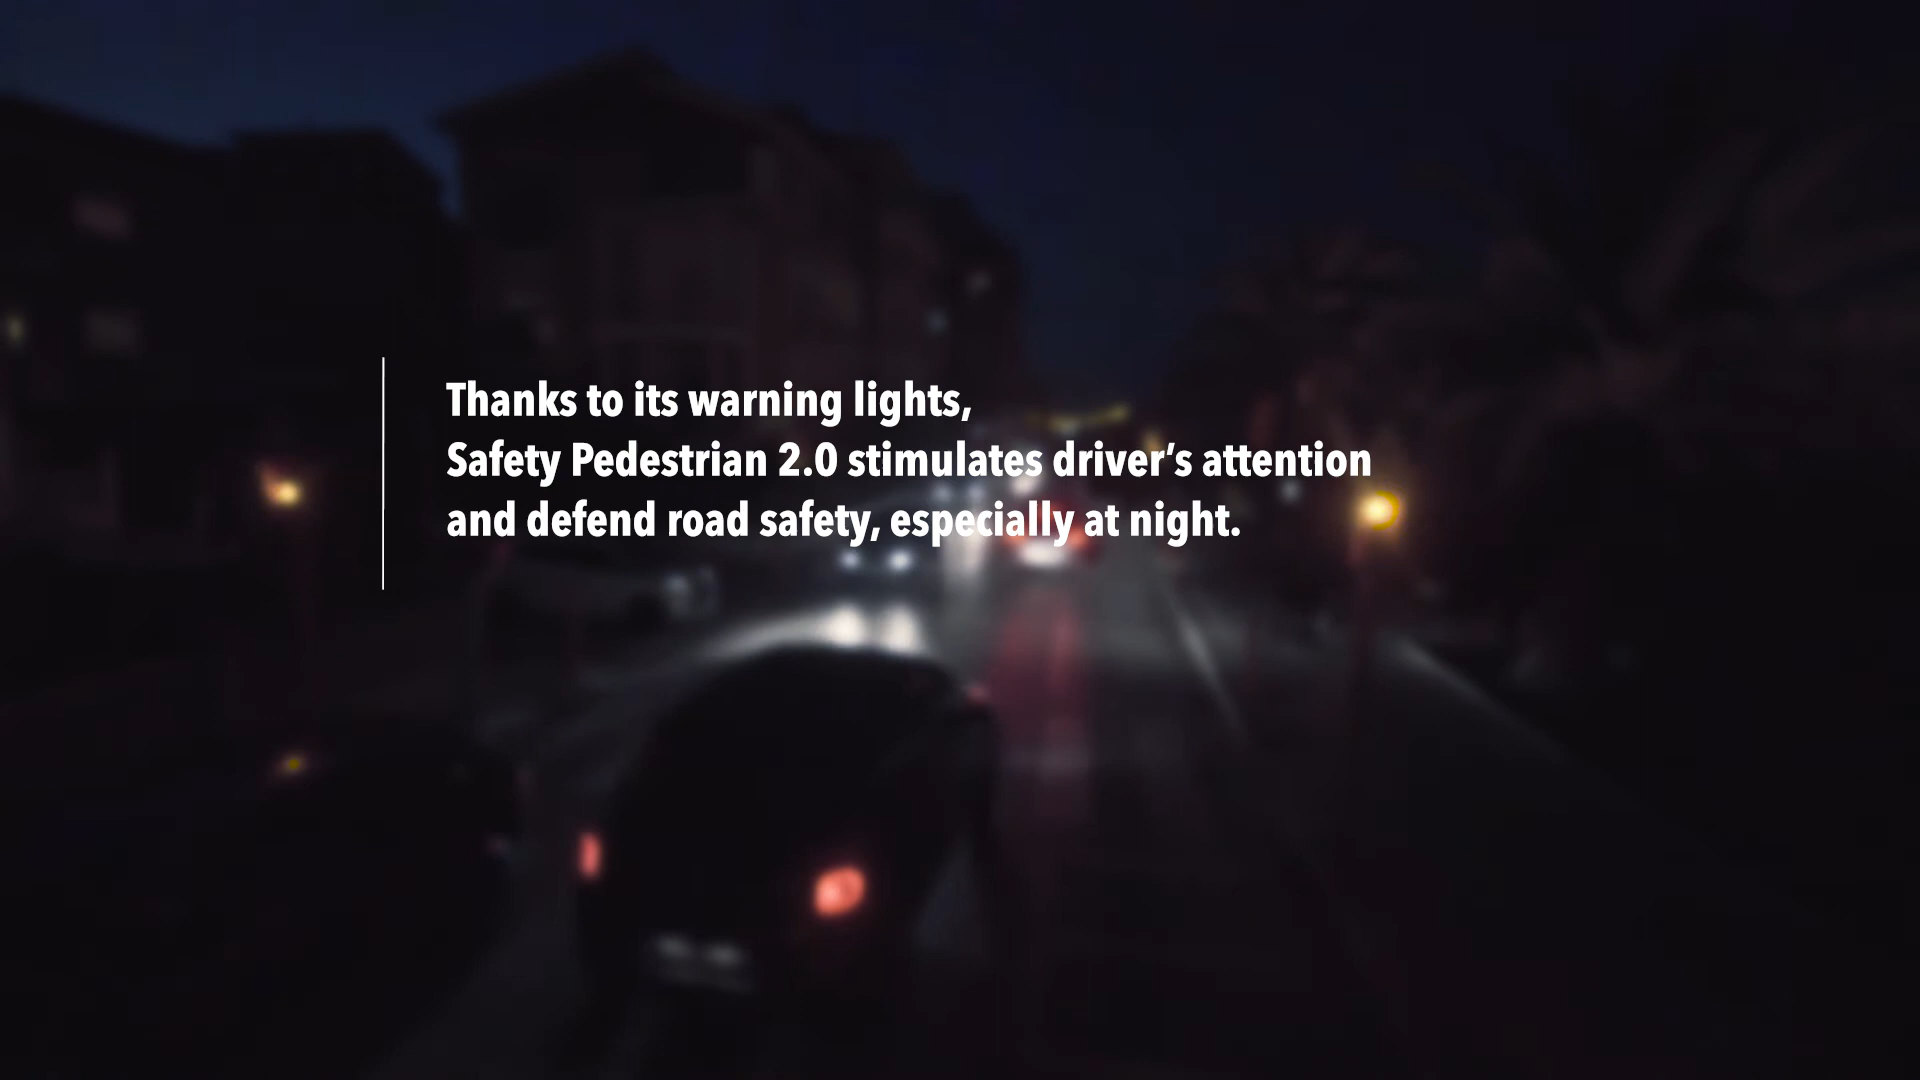 Thanks to its warning lights,
Safety Pedestrian 2.0 stimulates driver’s attention
and defend road safety, especially at night.